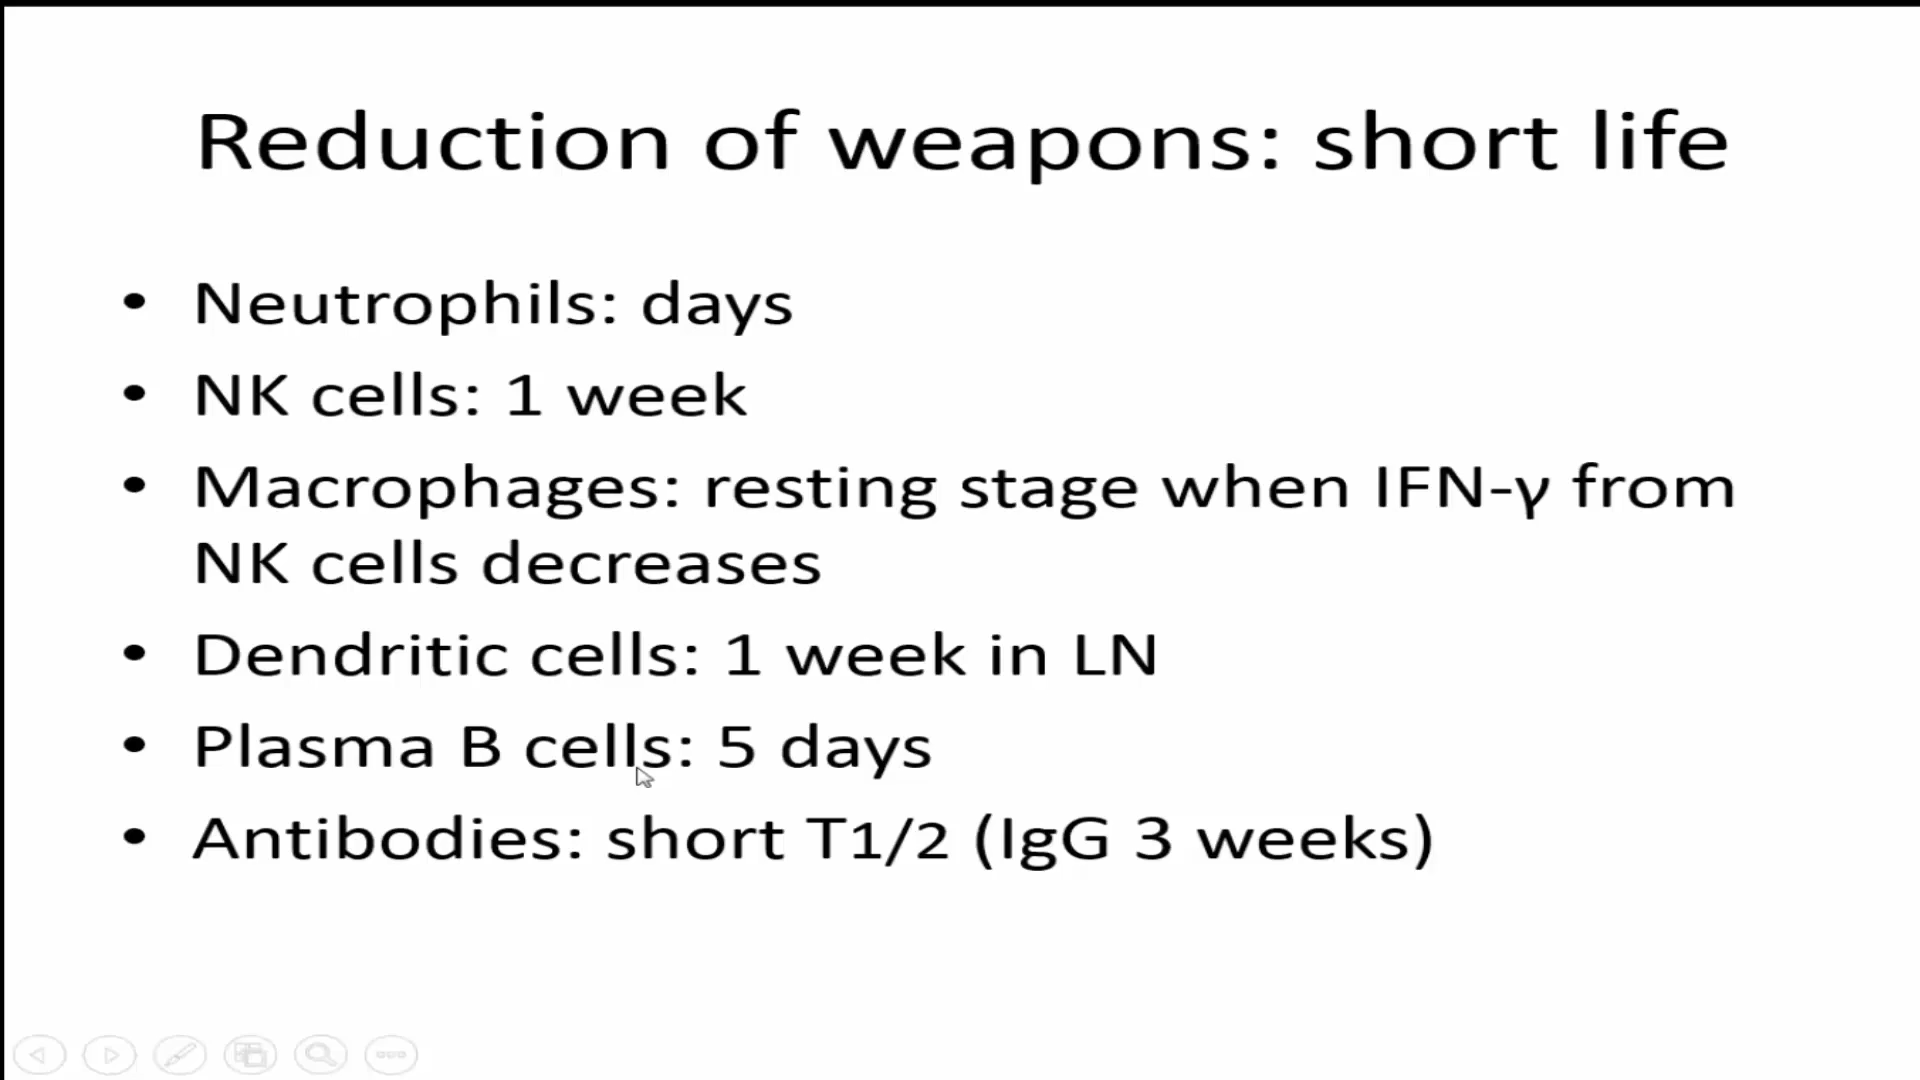 Reduction of weapons: short life
• Neutrophils: days
• NK cells: 1 week
• Macrophages: resting stage when IFN-γ from
NK cells decreases
• Dendritic cells: 1 week in LN
• Plasma B cells: 5 days
• Antibodies: short T1/2 (IgG 3 weeks)